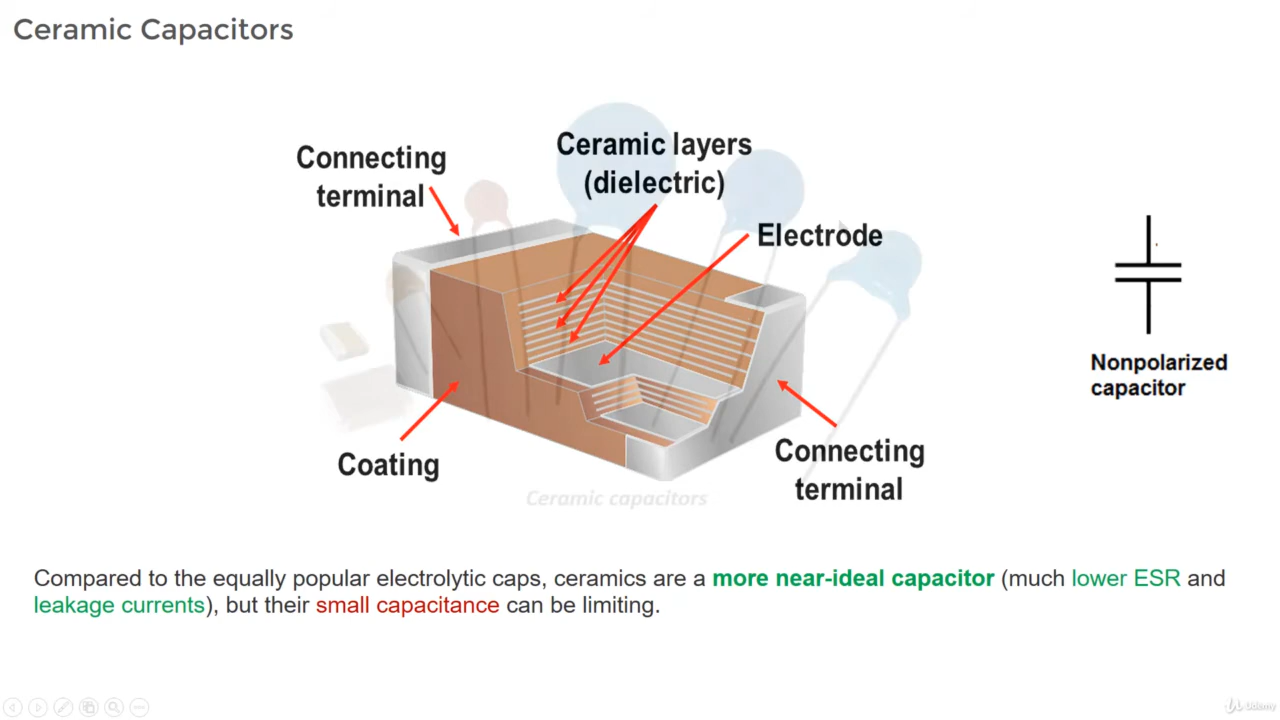 Ceramic Capacitors
Connecting
terminal
Ceramic layers
(dielectric)
Electrode
Coating
Connecting
terminal
Ceramic capacitors
Nonpolarized
capacitor
Compared to the equally popular electrolytic caps, ceramics are a more near-ideal capacitor (much lower ESR and
leakage currents), but their small capacitance can be limiting.
Udemy